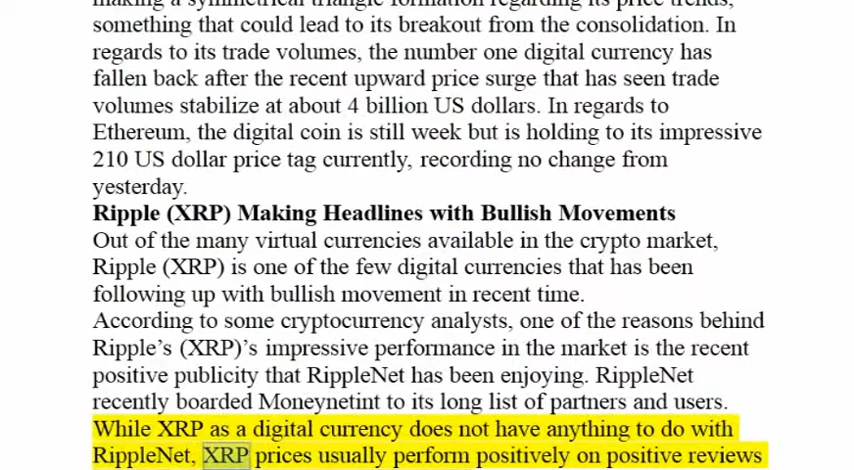 making a symmetrical triangle formation regarding its price trends,
something that could lead to its breakout from the consolidation. In
regards to its trade volumes, the number one digital currency has
fallen back after the recent upward price surge that has seen trade
volumes stabilize at about 4 billion US dollars. In regards to
Ethereum, the digital coin is still week but is holding to its impressive
210 US dollar price tag currently, recording no change from
yesterday.
Ripple (XRP) Making Headlines with Bullish Movements
Out of the many virtual currencies available in the crypto market,
Ripple (XRP) is one of the few digital currencies that has been
following up with bullish movement in recent time.
According to some cryptocurrency analysts, one of the reasons behind
Ripple’s (XRP)’s impressive performance in the market is the recent
positive publicity that RippleNet has been enjoying. RippleNet
recently boarded Moneynetint to its long list of partners and users.
While XRP as a digital currency does not have anything to do with
RippleNet, XRP prices usually perform positively on positive reviews